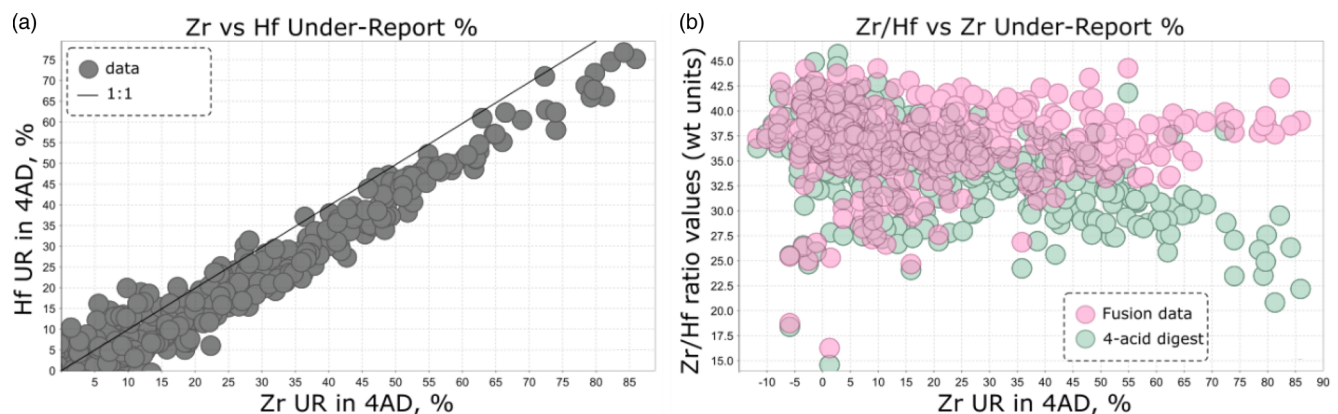 (a)
Zr vs Hf Under-Report %
data
1:1
Hf UR in 4AD, %
75
70
65
60
55
50
45
40
35
30
25
20
15
10
5
0
5 10 15 20 25 30 35 40 45 50 55 60 65 70 75 80 85
Zr UR in 4AD, %
(b)
Zr/Hf vs Zr Under-Report %
Zr/Hf ratio values (wt units)
45.0
42.5
40.0
37.5
35.0
32.5
30.0
27.5
25.0
22.5
20.0
17.5
15.0
Fusion data
4-acid digest
-10 -5 0 5 10 15 20 25 30 35 40 45 50 55 60 65 70 75 80 85 90
Zr UR in 4AD, %